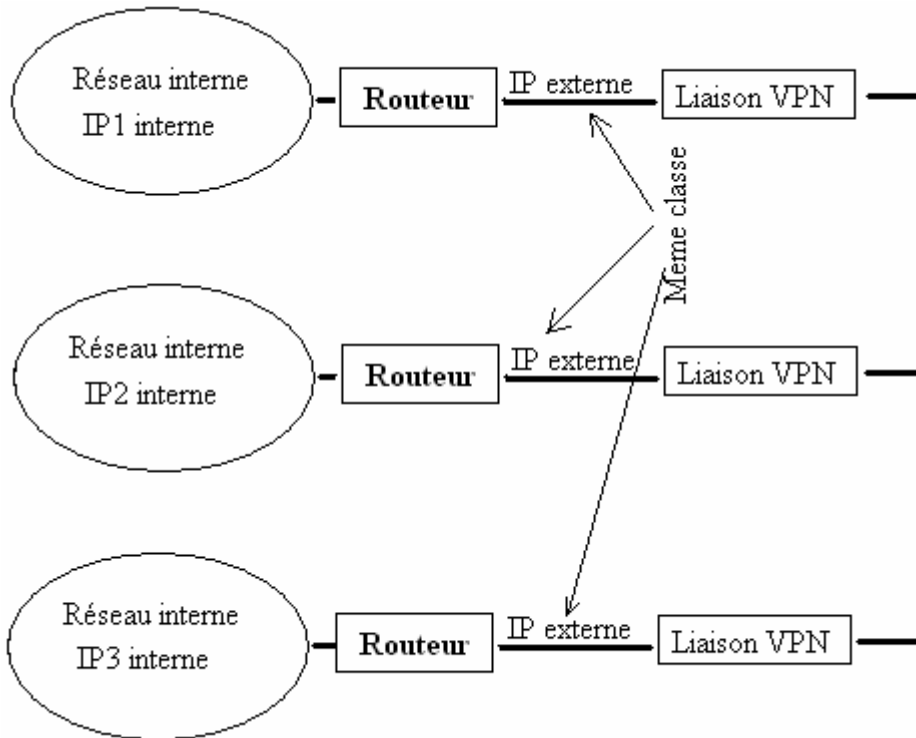 Réseau interne
IP1 interne
Routeur
IP externe
Liaison VPN
Meme classe
Réseau interne
IP2 interne
Routeur
IP externe
Liaison VPN
Réseau interne
IP3 interne
Routeur
IP externe
Liaison VPN